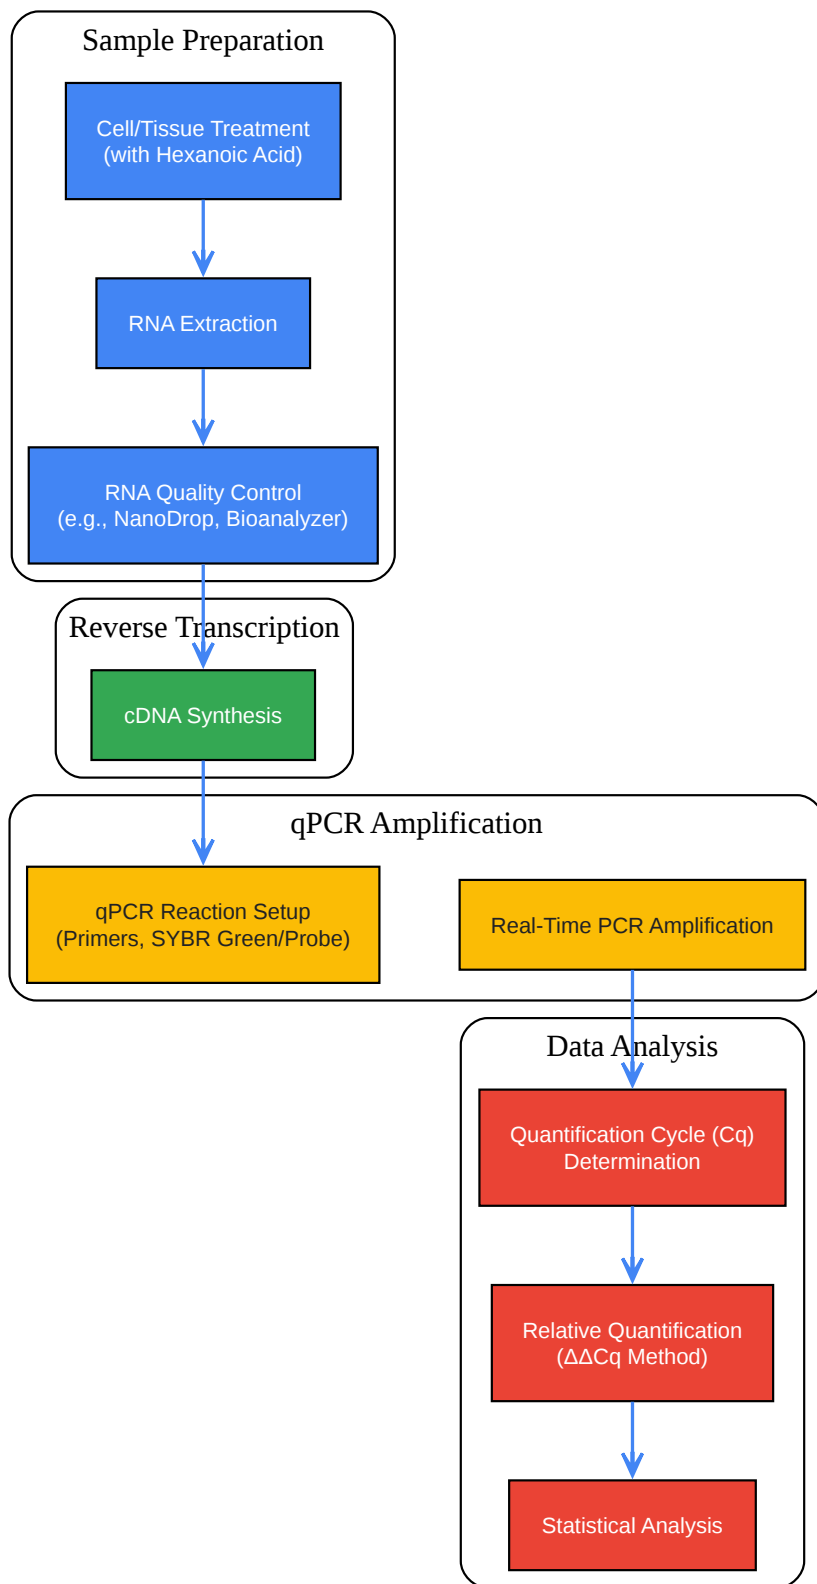 Sample Preparation
Cell/Tissue Treatment
(with Hexanoic Acid)
RNA Extraction
RNA Quality Control
(e.g., NanoDrop, Bioanalyzer)
Reverse Transcription
cDNA Synthesis
qPCR Amplification
qPCR Reaction Setup
(Primers, SYBR Green/Probe)
Real-Time PCR Amplification
Data Analysis
Quantification Cycle (Cq)
Determination
Relative Quantification
(ΔΔCq Method)
Statistical Analysis